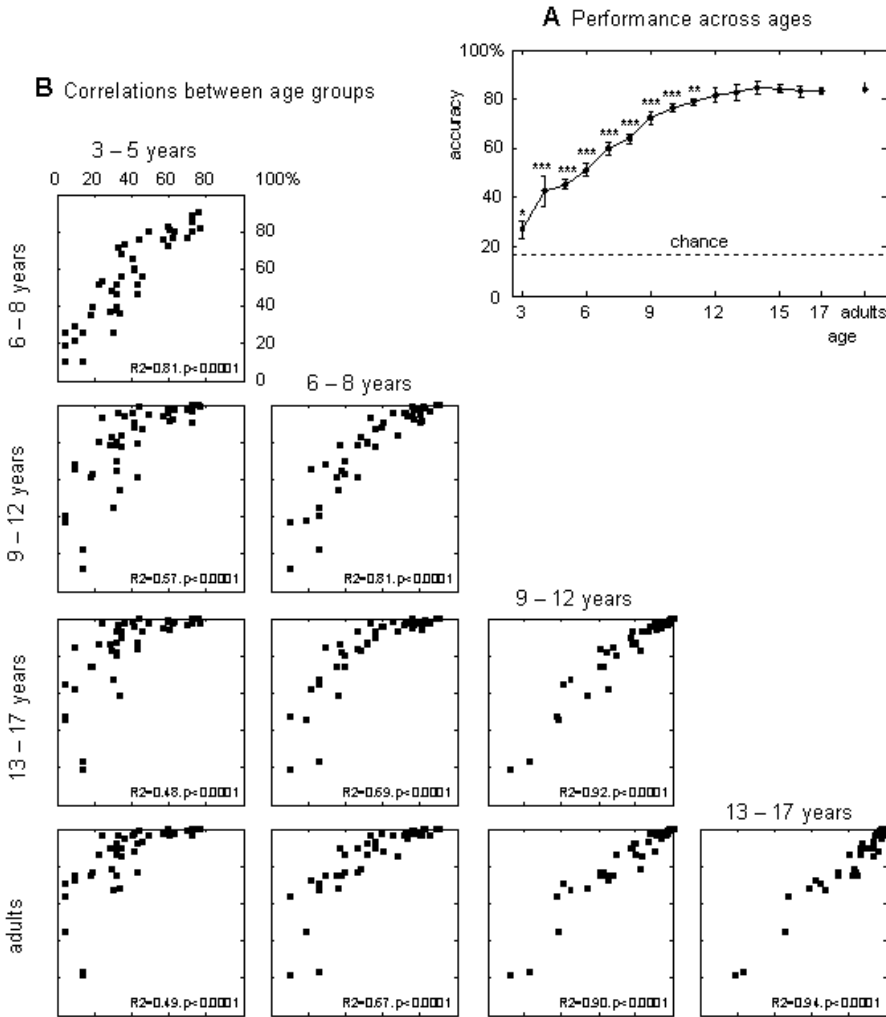 A Performance across ages
100%
80
60
40
20
0
accuracy
*
***
***
***
***
***
***
***
**
chance
3
6
9
12
15
17
adults
age
B Correlations between age groups
3 – 5 years
0 20 40 60 80 100%
6 – 8 years
80
60
40
20
0
R2=0.81. p<0.0001
6 – 8 years
9 – 12 years
R2=0.57. p<0.0001
R2=0.81. p<0.0001
9 – 12 years
13 – 17 years
R2=0.48. p<0.0001
R2=0.69. p<0.0001
R2=0.92. p<0.0001
13 – 17 years
adults
R2=0.49. p<0.0001
R2=0.67. p<0.0001
R2=0.90. p<0.0001
R2=0.94. p<0.0001